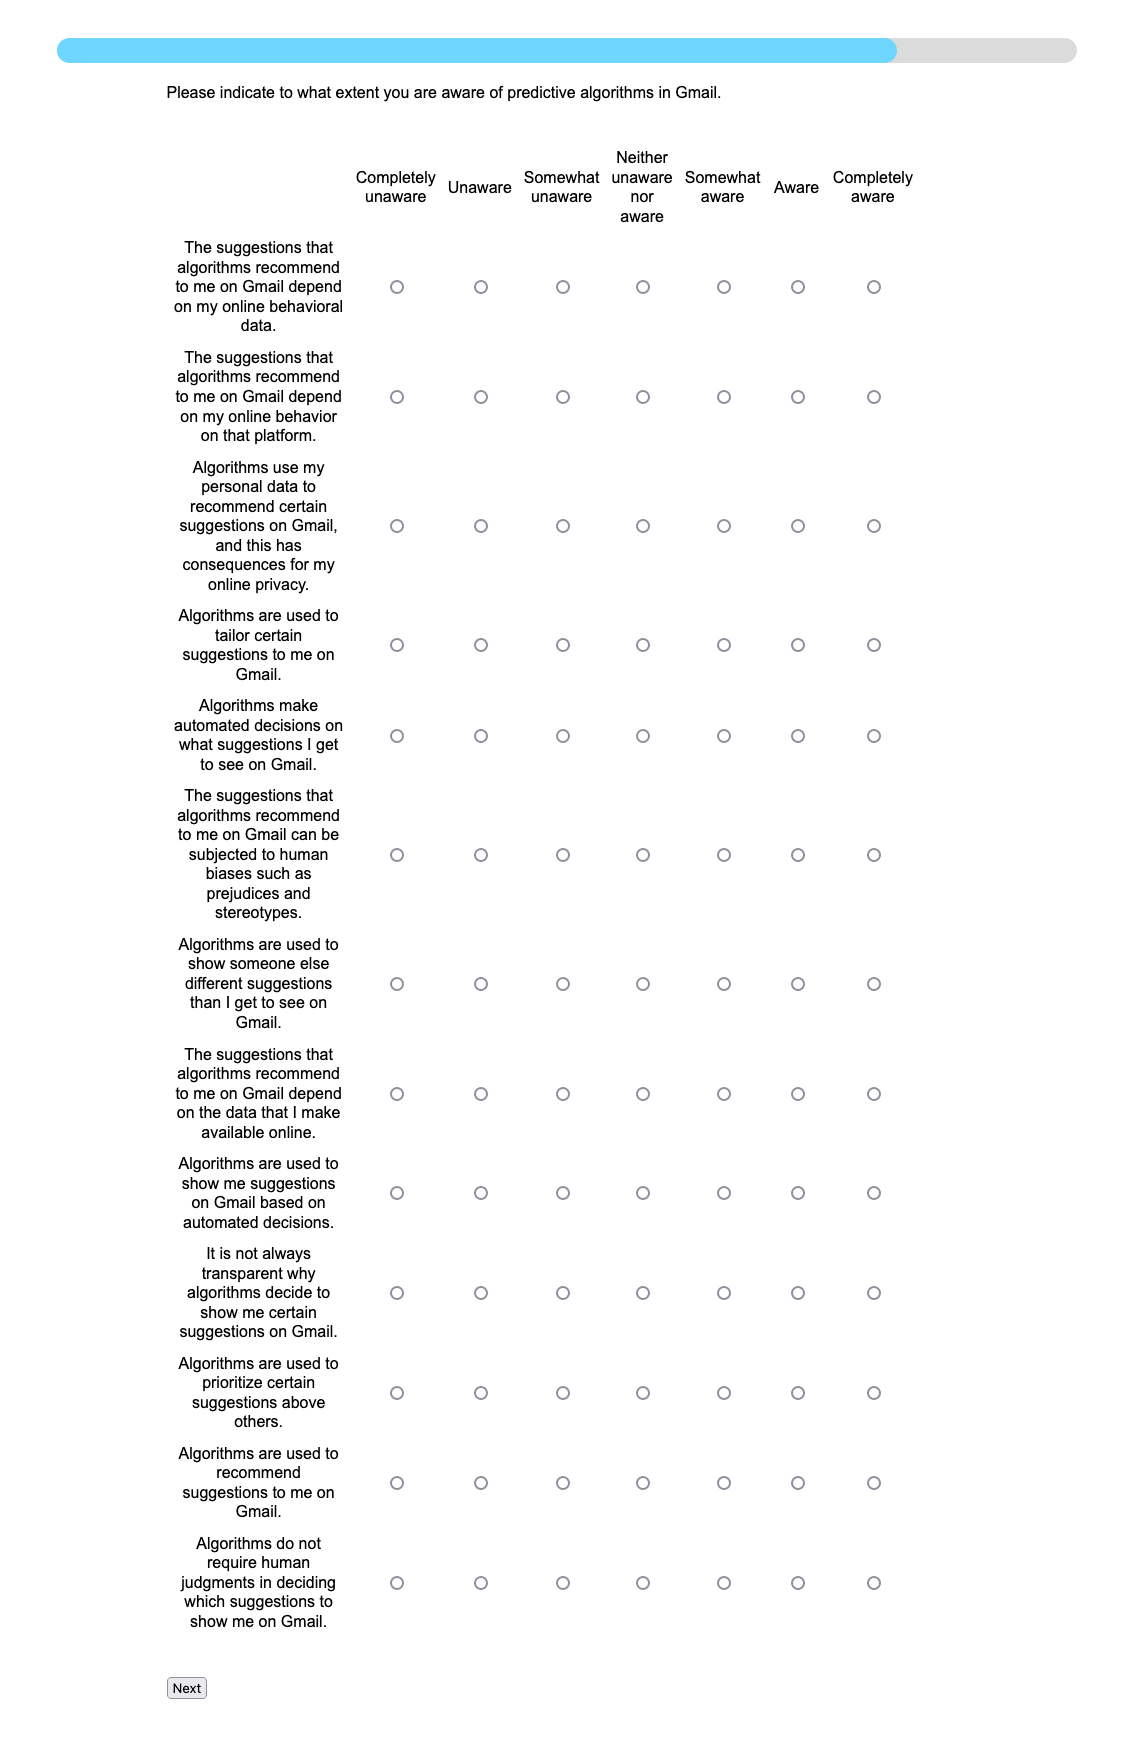 Please indicate to what extent you are aware of predictive algorithms in Gmail.
Completely
unaware
Unaware
Somewhat
unaware
Neither
unaware
nor
aware
Somewhat
aware
Aware
Completely
aware
The suggestions that
algorithms recommend
to me on Gmail depend
on my online behavioral
data.
The suggestions that
algorithms recommend
to me on Gmail depend
on my online behavior
on that platform.
Algorithms use my
personal data to
recommend certain
suggestions on Gmail,
and this has
consequences for my
online privacy.
Algorithms are used to
tailor certain
suggestions to me on
Gmail.
Algorithms make
automated decisions on
what suggestions I get
to see on Gmail.
The suggestions that
algorithms recommend
to me on Gmail can be
subjected to human
biases such as
prejudices and
stereotypes.
Algorithms are used to
show someone else
different suggestions
than I get to see on
Gmail.
The suggestions that
algorithms recommend
to me on Gmail depend
on the data that I make
available online.
Algorithms are used to
show me suggestions
on Gmail based on
automated decisions.
It is not always
transparent why
algorithms decide to
show me certain
suggestions on Gmail.
Algorithms are used to
prioritize certain
suggestions above
others.
Algorithms are used to
recommend
suggestions to me on
Gmail.
Algorithms do not
require human
judgments in deciding
which suggestions to
show me on Gmail.
Next